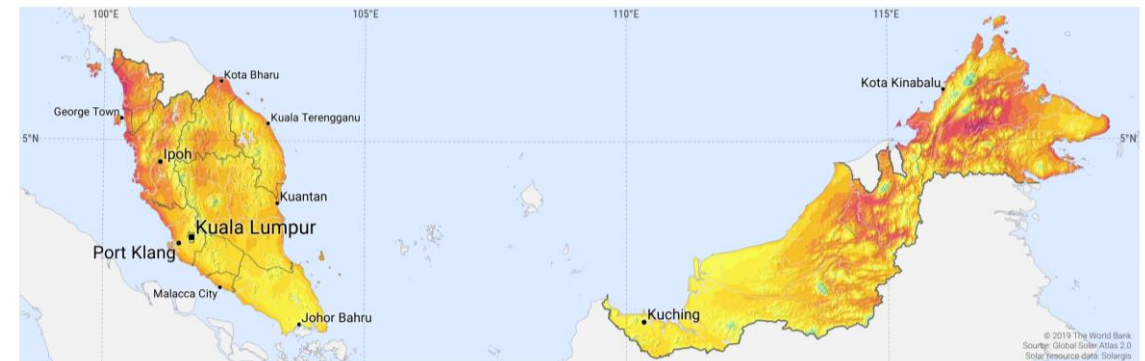 100°E
105°E
110°E
115°E
Kota Bharu
Kota Kinabalu
George Town
Kuala Terengganu
5°N
5°N
Ipoh
Kuantan
Kuala Lumpur
Port Klang
Malacca City
Johor Bahru
Kuching
© 2019 The World Bank
Source: Global Solar Atlas 2.0
Solar resource data: Solargis